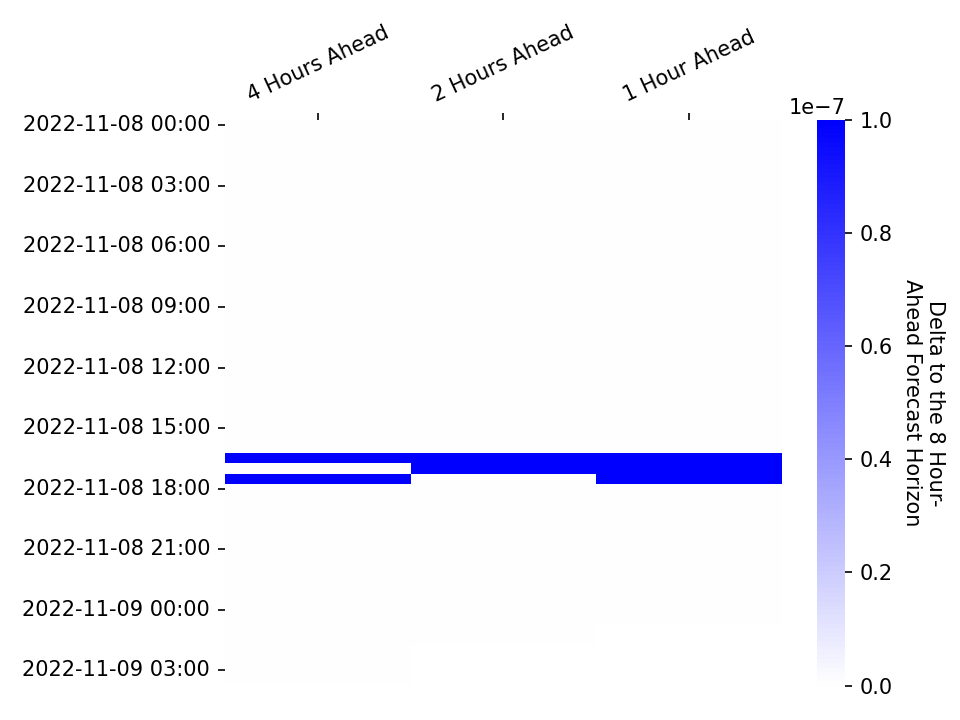 4 Hours Ahead
2 Hours Ahead
1 Hour Ahead
1e−7
2022-11-08 00:00
2022-11-08 03:00
2022-11-08 06:00
2022-11-08 09:00
2022-11-08 12:00
2022-11-08 15:00
2022-11-08 18:00
2022-11-08 21:00
2022-11-09 00:00
2022-11-09 03:00
1.0
0.8
0.6
0.4
0.2
0.0
Delta to the 8 Hour-
Ahead Forecast Horizon